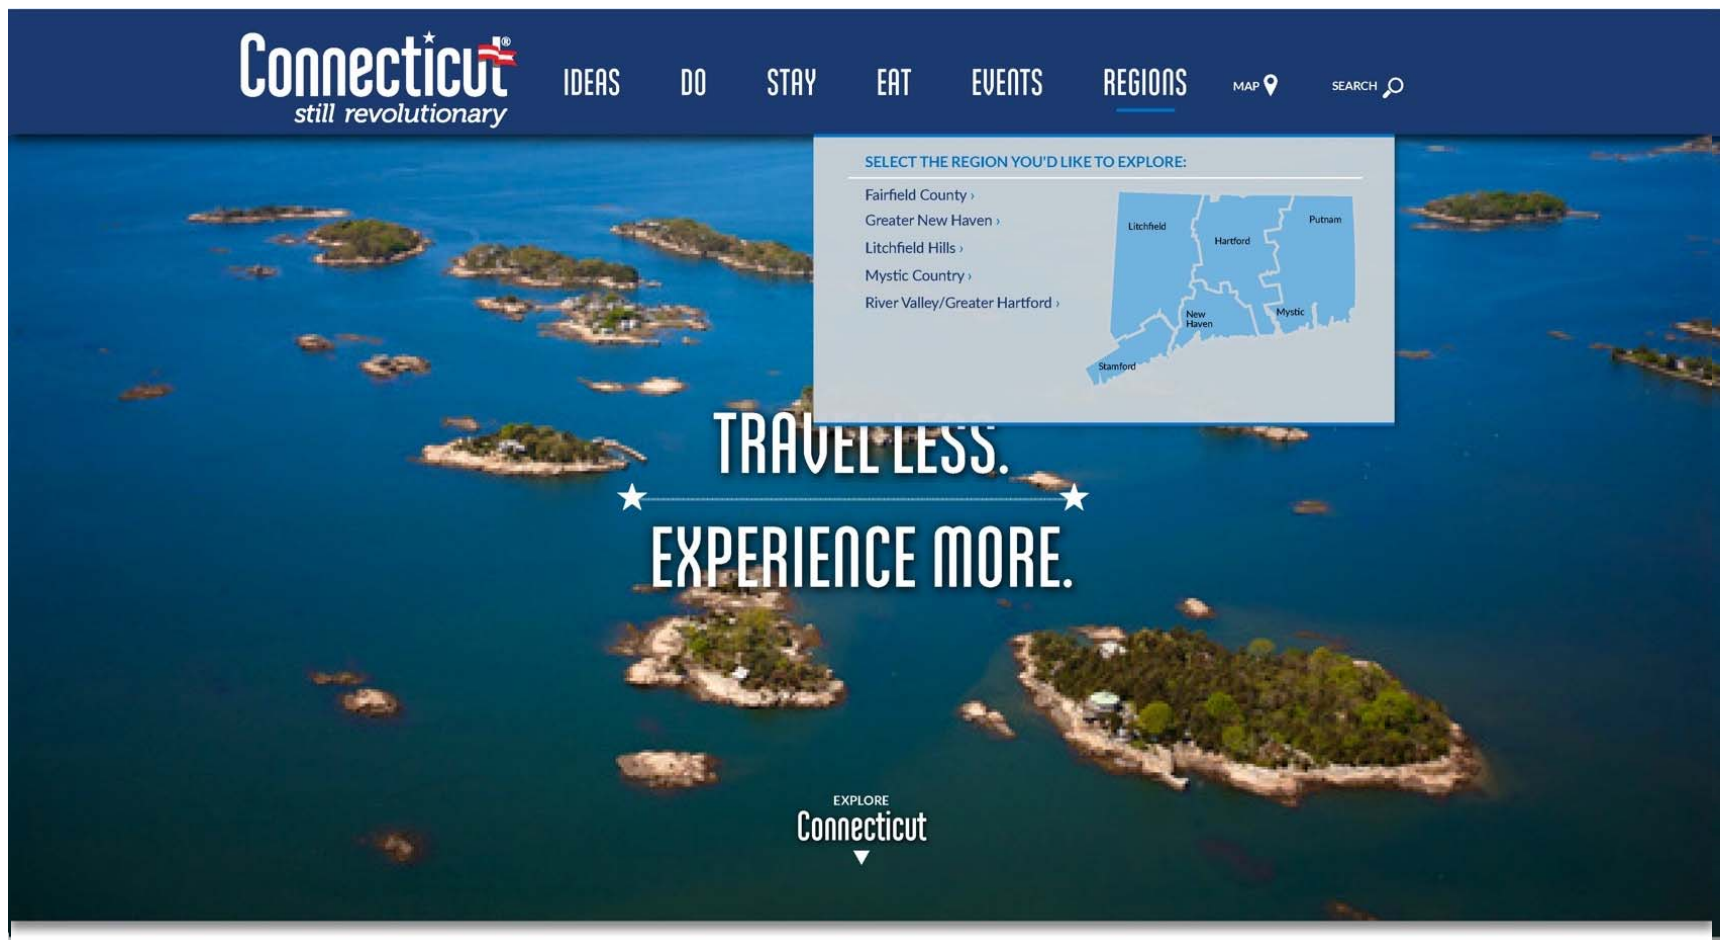 Connecticut®
still revolutionary
IDEAS DO STAY EAT EVENTS REGIONS MAP SEARCH
SELECT THE REGION YOU'D LIKE TO EXPLORE:
Fairfield County ›
Greater New Haven ›
Litchfield Hills ›
Mystic Country ›
River Valley/Greater Hartford ›
Litchfield
Hartford
Putnam
New
Haven
Mystic
Stamford
TRAVEL LESS.
EXPERIENCE MORE.
EXPLORE
Connecticut